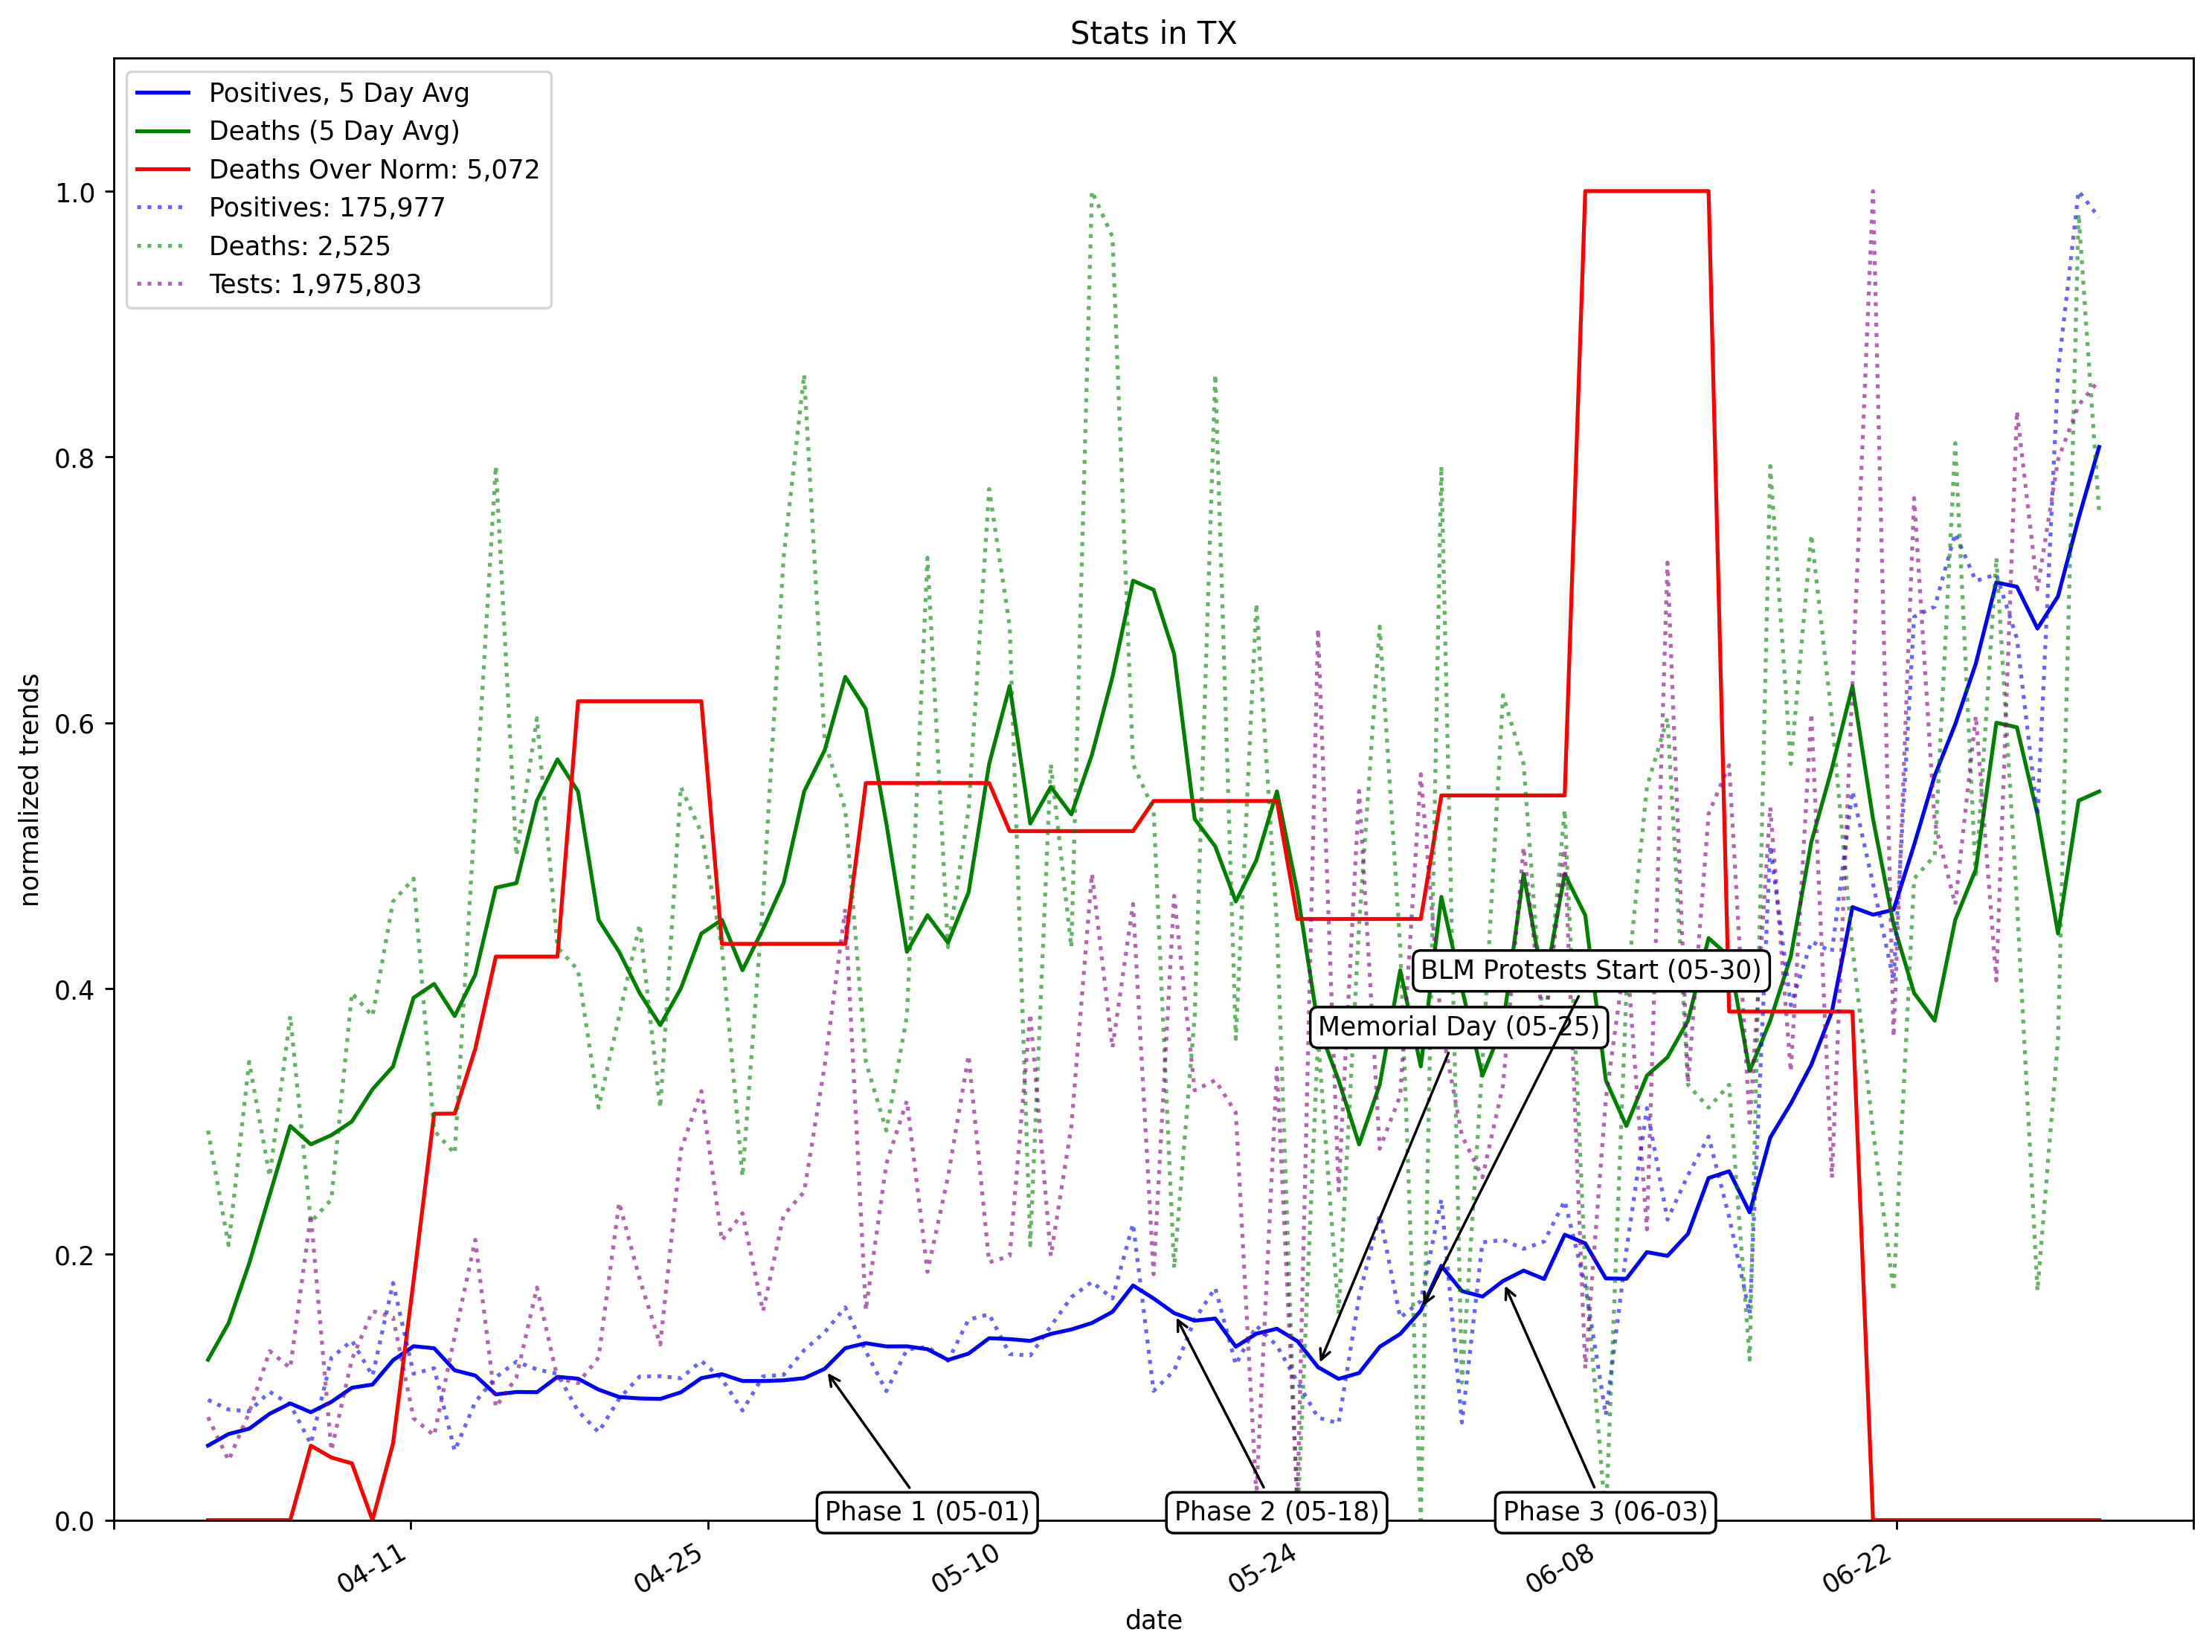 Stats in TX
Positives, 5 Day Avg
Deaths (5 Day Avg)
Deaths Over Norm: 5,072
Positives: 175,977
Deaths: 2,525
Tests: 1,975,803
normalized trends
1.0
0.8
0.6
0.4
0.2
0.0
BLM Protests Start (05-30)
Memorial Day (05-25)
Phase 1 (05-01)
Phase 2 (05-18)
Phase 3 (06-03)
04-11
04-25
05-10
05-24
06-08
06-22
date